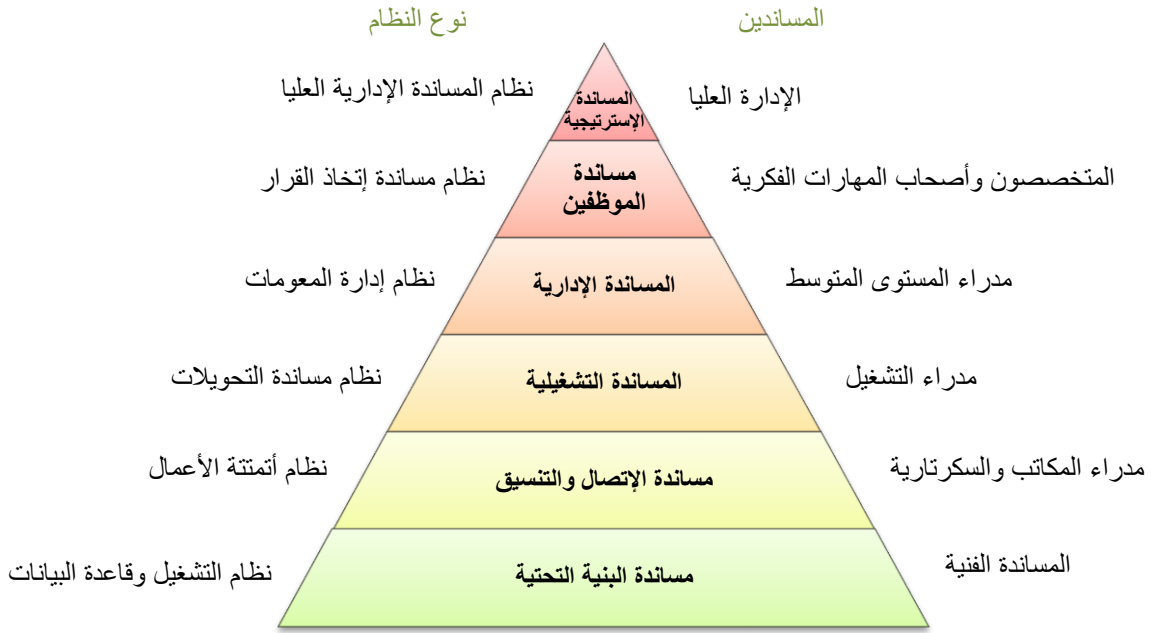 المساندين
نوع النظام
الإدارة العليا
المساندة
الإسترتيجية
نظام المساندة الإدارية العليا
المتخصصون وأصحاب المهارات الفكرية
مساندة
الموظفين
نظام مساندة إتخاذ القرار
مدراء المستوى المتوسط
المساندة الإدارية
نظام إدارة المعومات
مدراء التشغيل
المساندة التشغيلية
نظام مساندة التحويلات
مدراء المكاتب والسكرتارية
مساندة الإتصال والتنسيق
نظام أتمتتة الأعمال
المساندة الفنية
مساندة البنية التحتية
نظام التشغيل وقاعدة البيانات